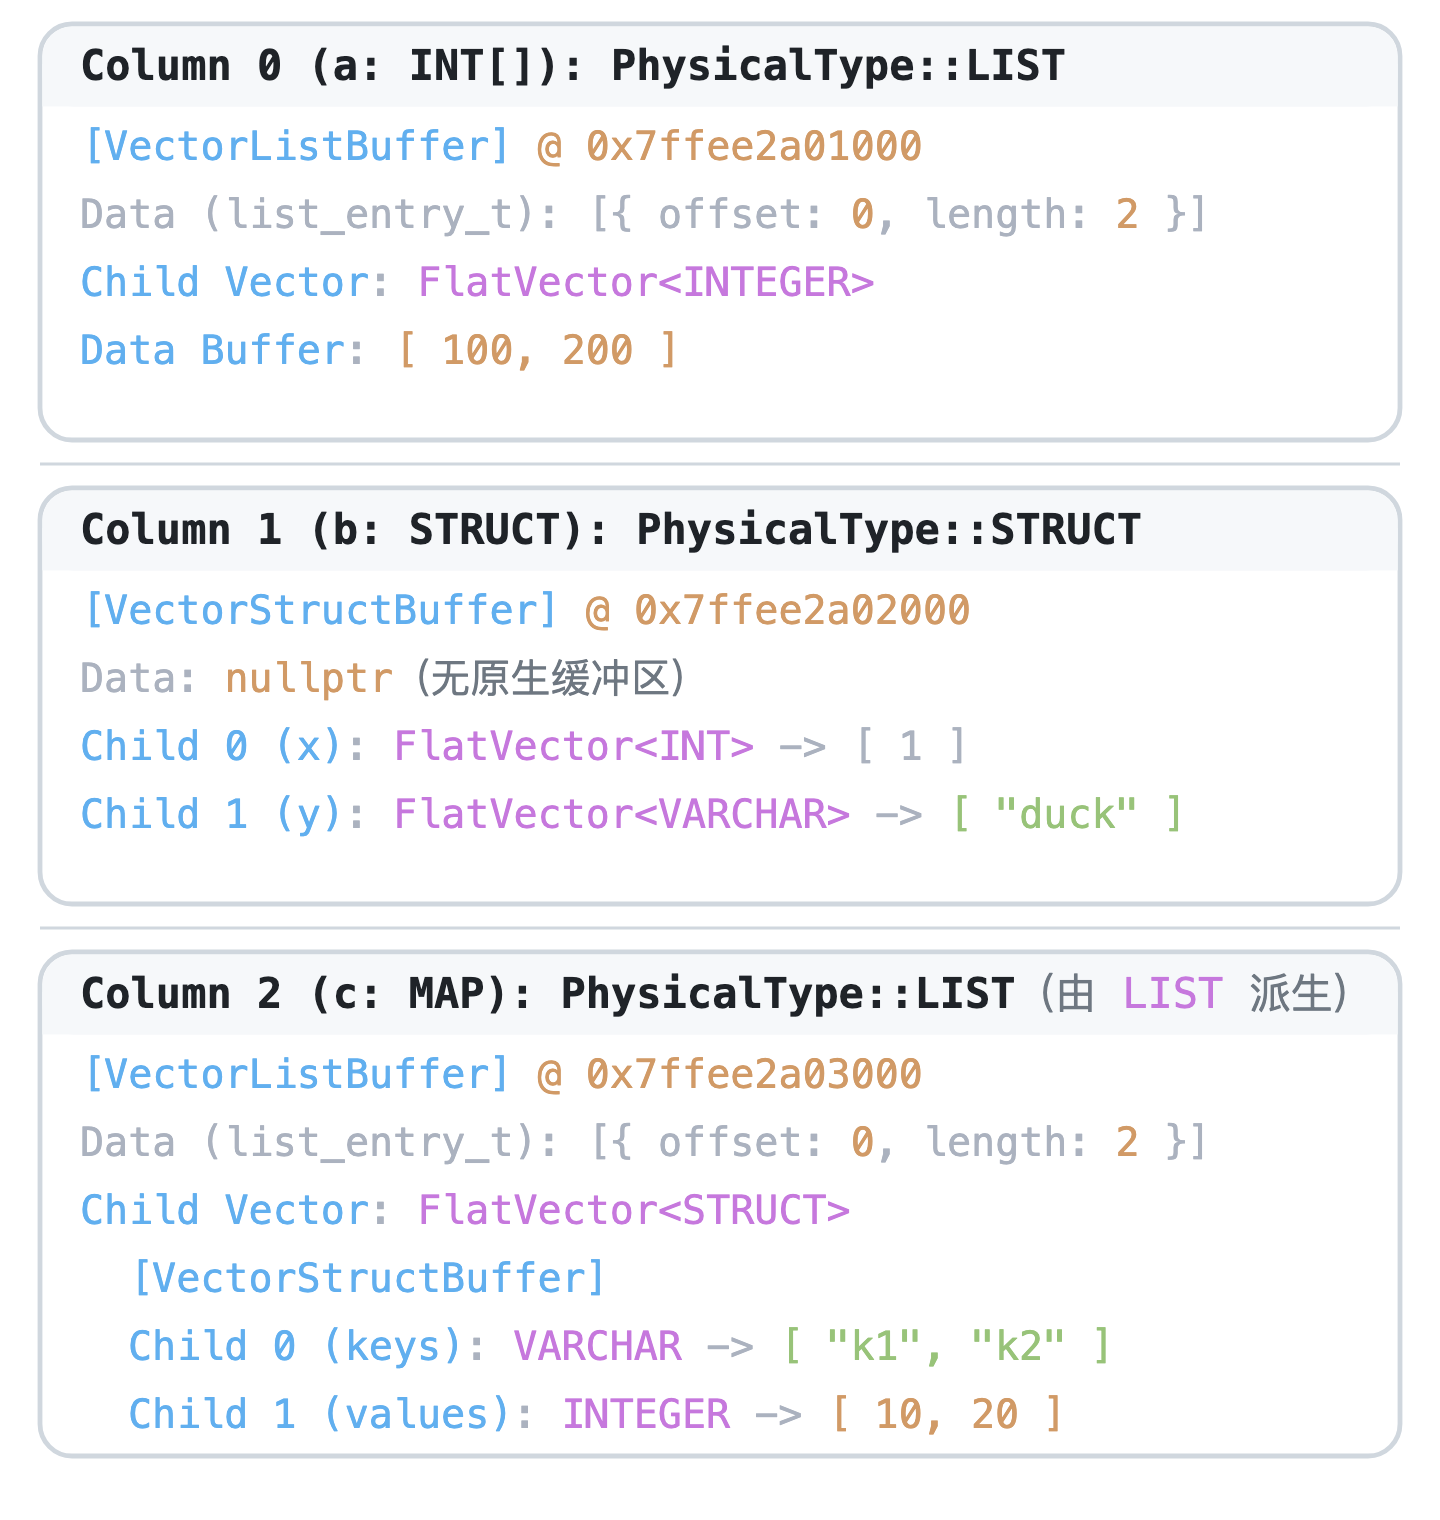 Column 0 (a: INT[]): PhysicalType::LIST
[VectorListBuffer] @ 0x7ffee2a01000
Data (list_entry_t): [{ offset: 0, length: 2 }]
Child Vector: FlatVector<INTEGER>
Data Buffer: [ 100, 200 ]
Column 1 (b: STRUCT): PhysicalType::STRUCT
[VectorStructBuffer] @ 0x7ffee2a02000
Data: nullptr (无原生缓冲区)
Child 0 (x): FlatVector<INT> -> [ 1 ]
Child 1 (y): FlatVector<VARCHAR> -> [ "duck" ]
Column 2 (c: MAP): PhysicalType::LIST (由 LIST 派生)
[VectorListBuffer] @ 0x7ffee2a03000
Data (list_entry_t): [{ offset: 0, length: 2 }]
Child Vector: FlatVector<STRUCT>
[VectorStructBuffer]
Child 0 (keys): VARCHAR -> [ "k1", "k2" ]
Child 1 (values): INTEGER -> [ 10, 20 ]